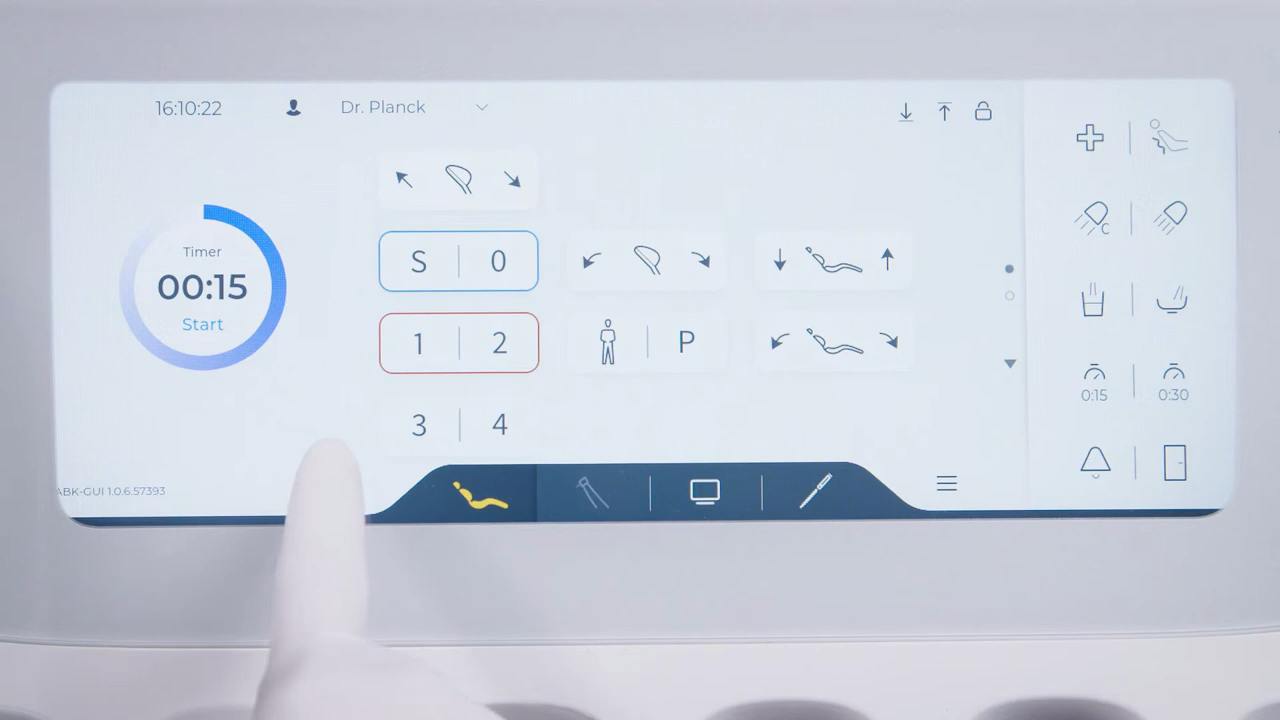 16:10:22 Dr. Planck
Timer
00:15
Start
S 0
1 2
P
3 4
C
0:15 0:30
ABK-GUI 1.0.6.57393